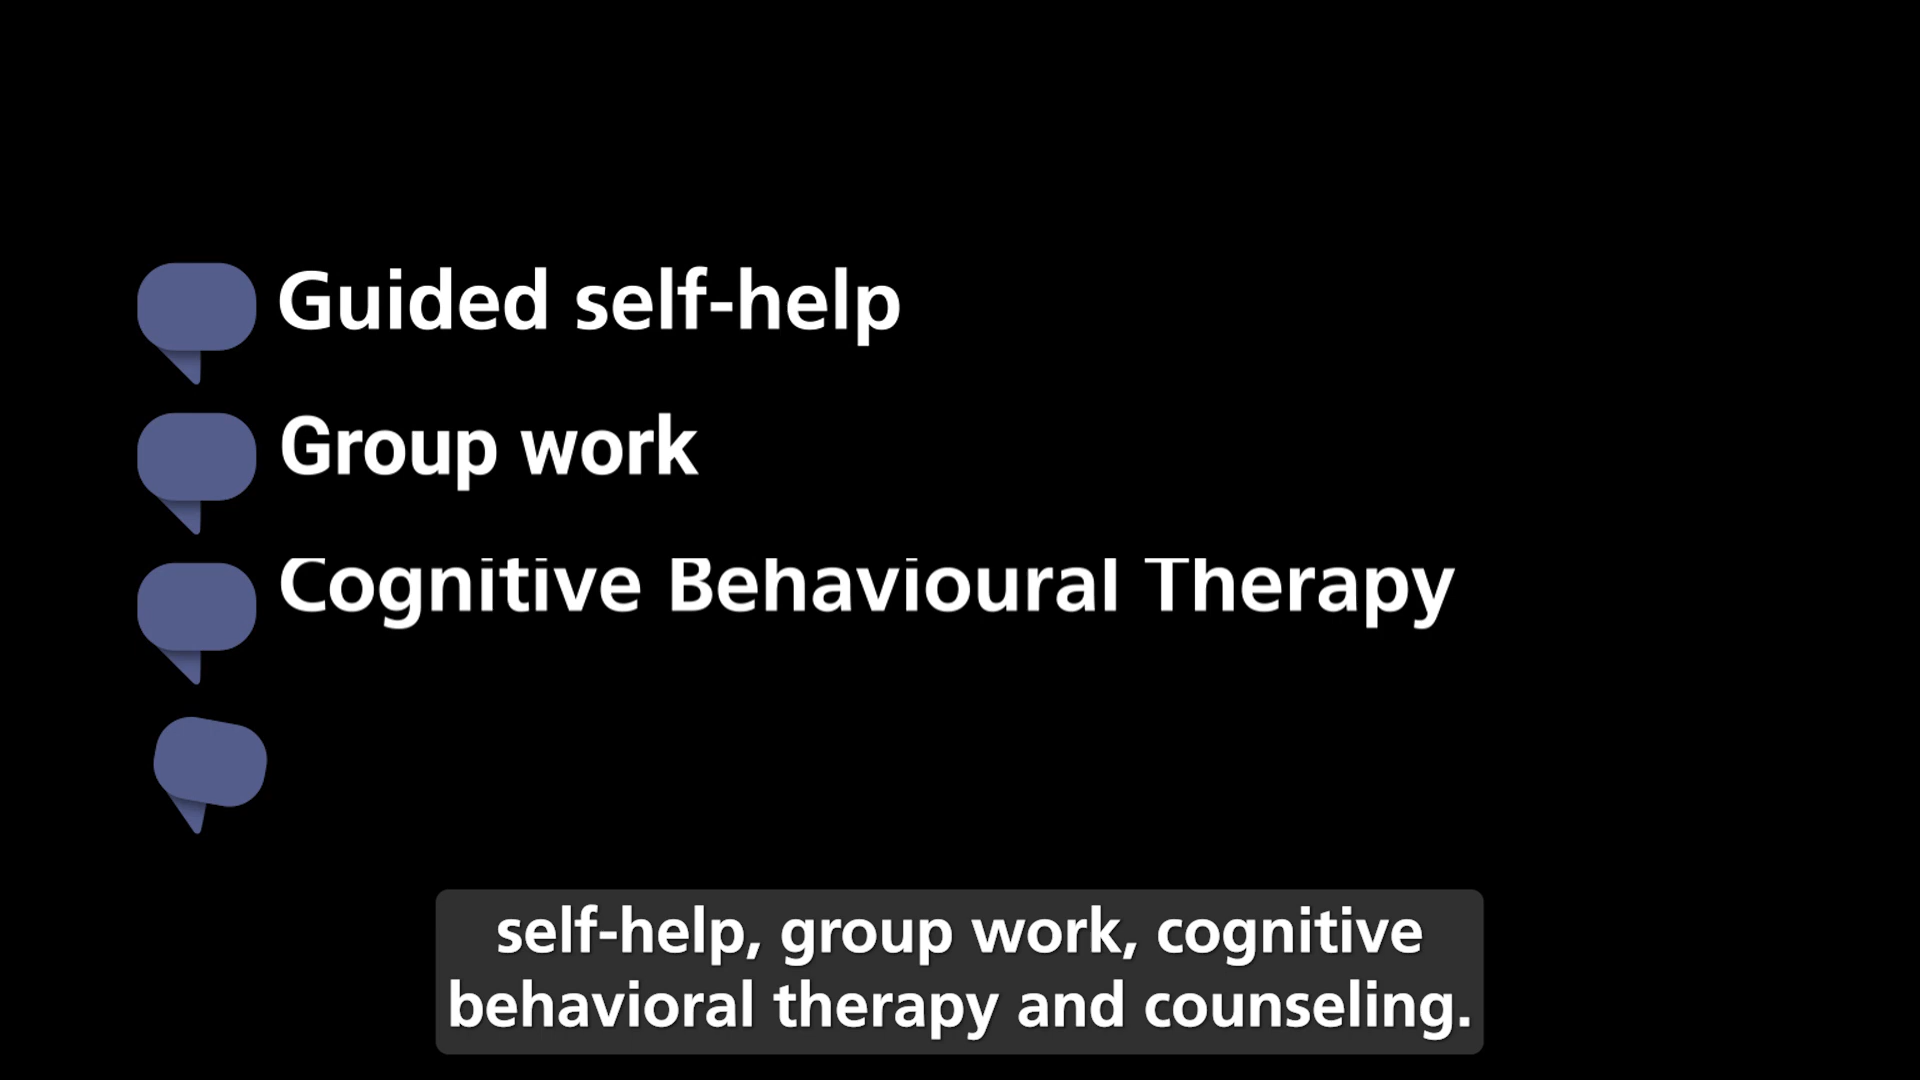 Guided self-help
Group work
Cognitive Behavioural Therapy
self-help, group work, cognitive
behavioral therapy and counseling.